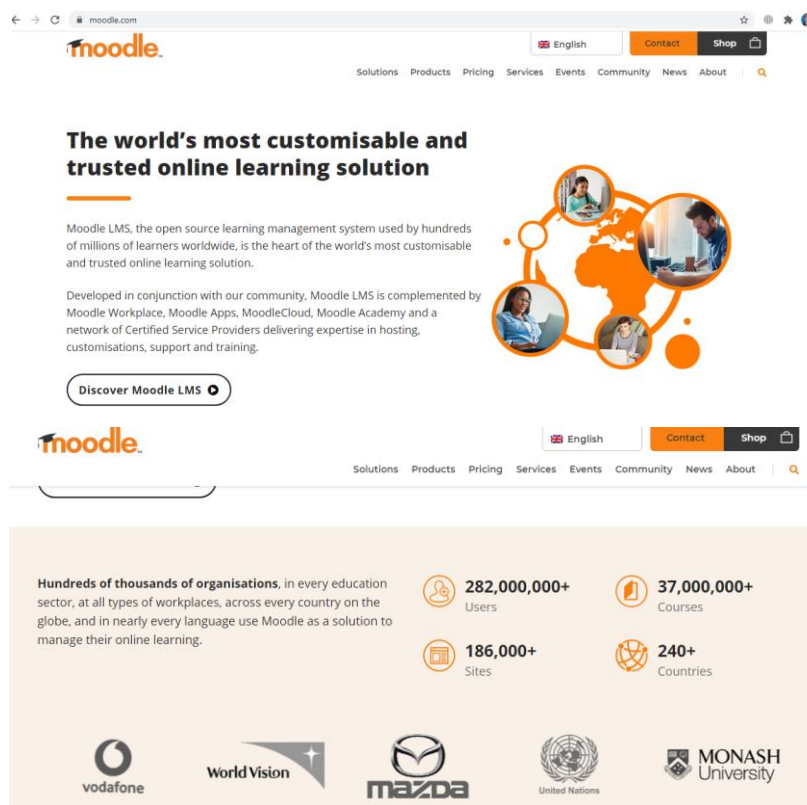 moodle.com
moodle
English
Contact
Shop
Solutions Products Pricing Services Events Community News About
The world's most customisable and
trusted online learning solution
Moodle LMS, the open source learning management system used by hundreds
of millions of learners worldwide, is the heart of the world's most customisable
and trusted online learning solution.
Developed in conjunction with our community, Moodle LMS is complemented by
Moodle Workplace, Moodle Apps, MoodleCloud, Moodle Academy and a
network of Certified Service Providers delivering expertise in hosting,
customisations, support and training.
Discover Moodle LMS
moodle
English
Contact
Shop
Solutions Products Pricing Services Events Community News About
Hundreds of thousands of organisations, in every education
sector, at all types of workplaces, across every country on the
globe, and in nearly every language use Moodle as a solution to
manage their online learning.
282,000,000+
Users
37,000,000+
Courses
186,000+
Sites
240+
Countries
vodafone
World Vision
mazda
United Nations
MONASH
University